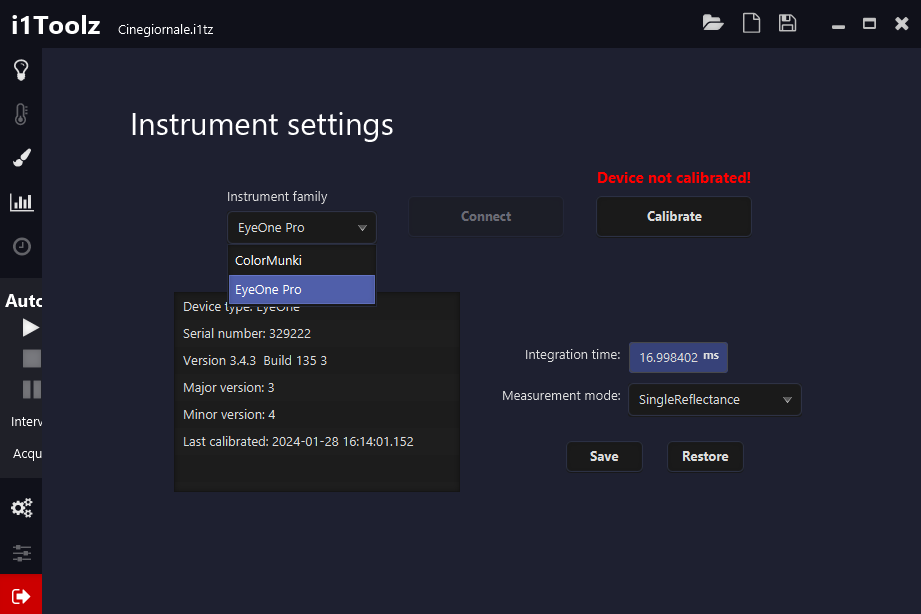 i1Toolz Cinegiornale.i1tz
Instrument settings
Device not calibrated!
Instrument family
EyeOne Pro
Connect
Calibrate
ColorMunki
EyeOne Pro
Auto
Device type: EyeOne
Serial number: 329222
Version 3.4.3 Build 135 3
Major version: 3
Minor version: 4
Last calibrated: 2024-01-28 16:14:01.152
Integration time: 16.998402 ms
Measurement mode: SingleReflectance
Interv
Acqu
Save
Restore